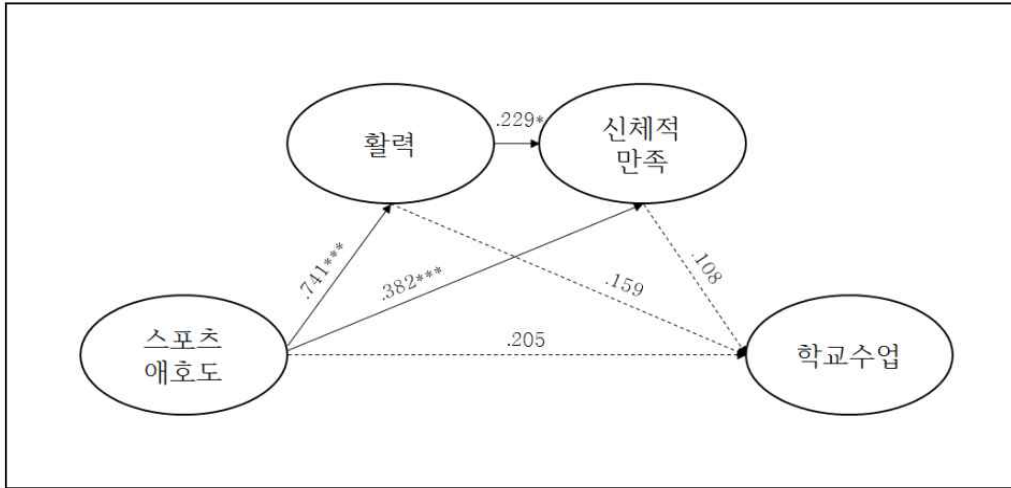 활력
.229*
신체적
만족
.741***
.382***
.159
.108
스포츠
애호도
.205
학교수업